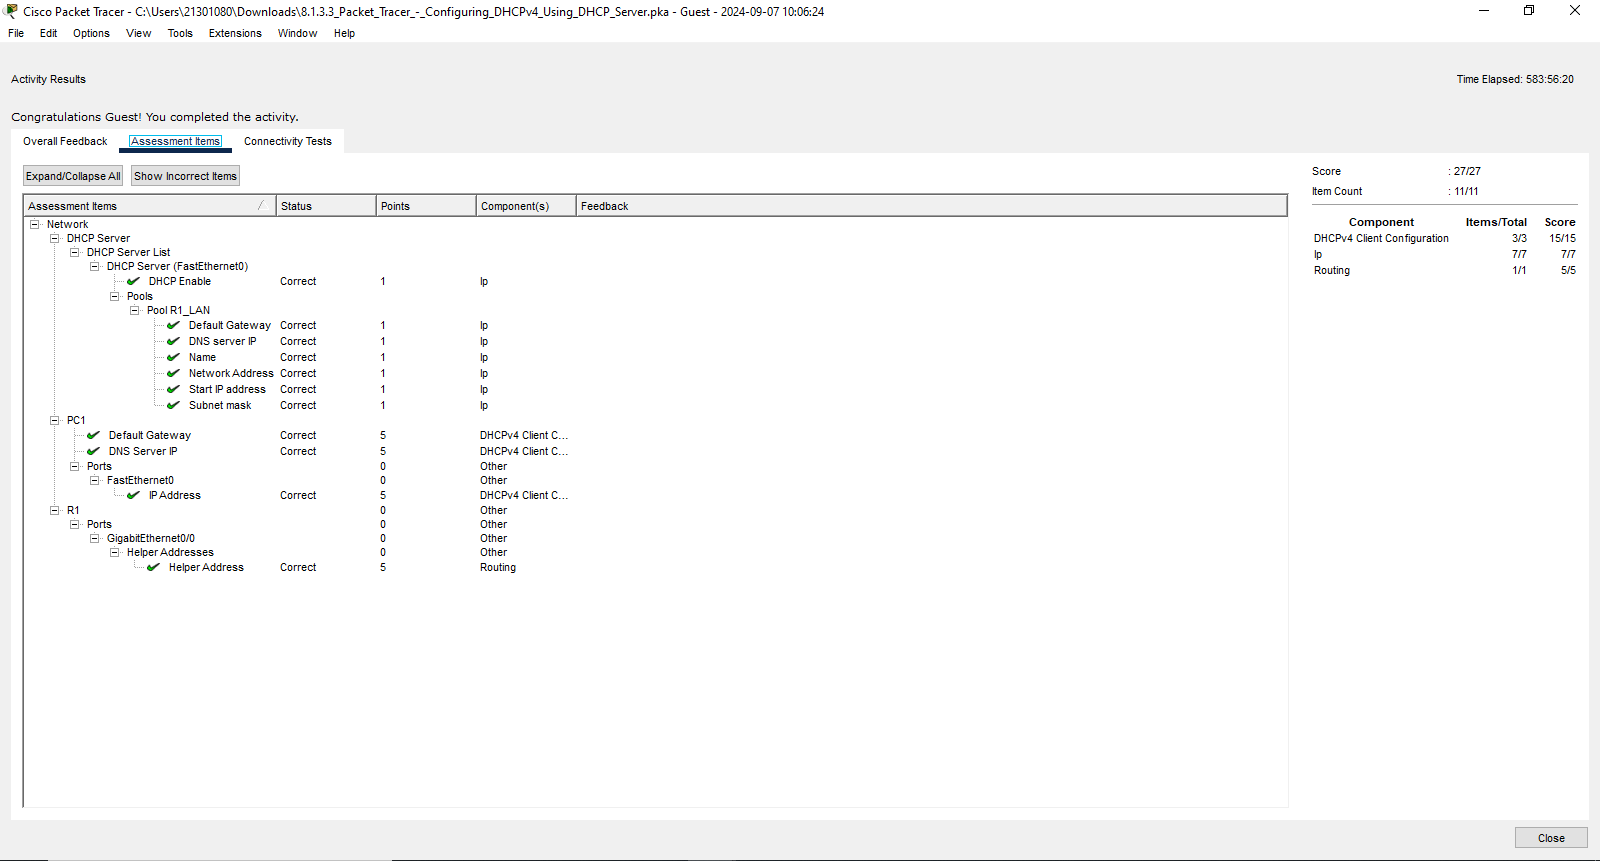 Cisco Packet Tracer - C:\Users\21301080\Downloads\8.1.3.3_Packet_Tracer_-_Configuring_DHCPv4_Using_DHCP_Server.pka - Guest - 2024-09-07 10:06:24
File Edit Options View Tools Extensions Window Help
Activity Results Time Elapsed: 583:56:20
Congratulations Guest! You completed the activity.
Overall Feedback Assessment Items Connectivity Tests
Expand/Collapse All Show Incorrect Items
Score : 27/27
Item Count : 11/11
Component Items/Total Score
DHCPv4 Client Configuration 3/3 15/15
Ip 7/7 7/7
Routing 1/1 5/5
Assessment Items Status Points Component(s) Feedback
Network
DHCP Server
DHCP Server List
DHCP Server (FastEthernet0)
DHCP Enable Correct 1 Ip
Pools
Pool R1_LAN
Default Gateway Correct 1 Ip
DNS server IP Correct 1 Ip
Name Correct 1 Ip
Network Address Correct 1 Ip
Start IP address Correct 1 Ip
Subnet mask Correct 1 Ip
PC1
Default Gateway Correct 5 DHCPv4 Client C...
DNS Server IP Correct 5 DHCPv4 Client C...
Ports 0 Other
FastEthernet0 0 Other
IP Address Correct 5 DHCPv4 Client C...
R1 0 Other
Ports 0 Other
GigabitEthernet0/0 0 Other
Helper Addresses 0 Other
Helper Address Correct 5 Routing
Close